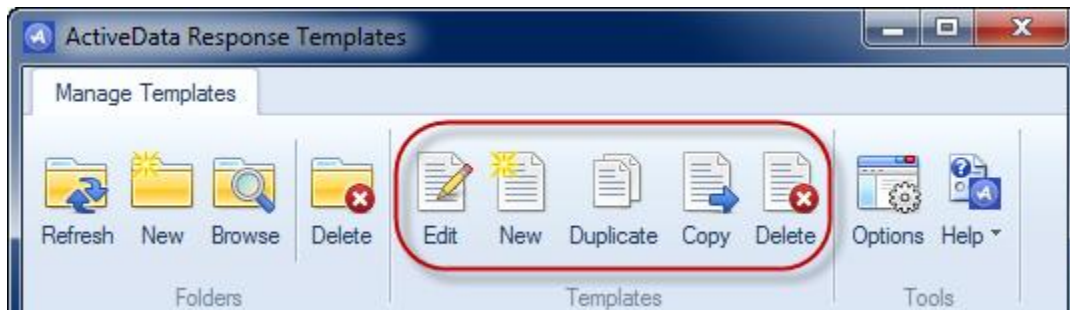 ActiveData Response Templates
Manage Templates
Refresh New Browse Delete Edit New Duplicate Copy Delete Options Help
Folders Templates Tools